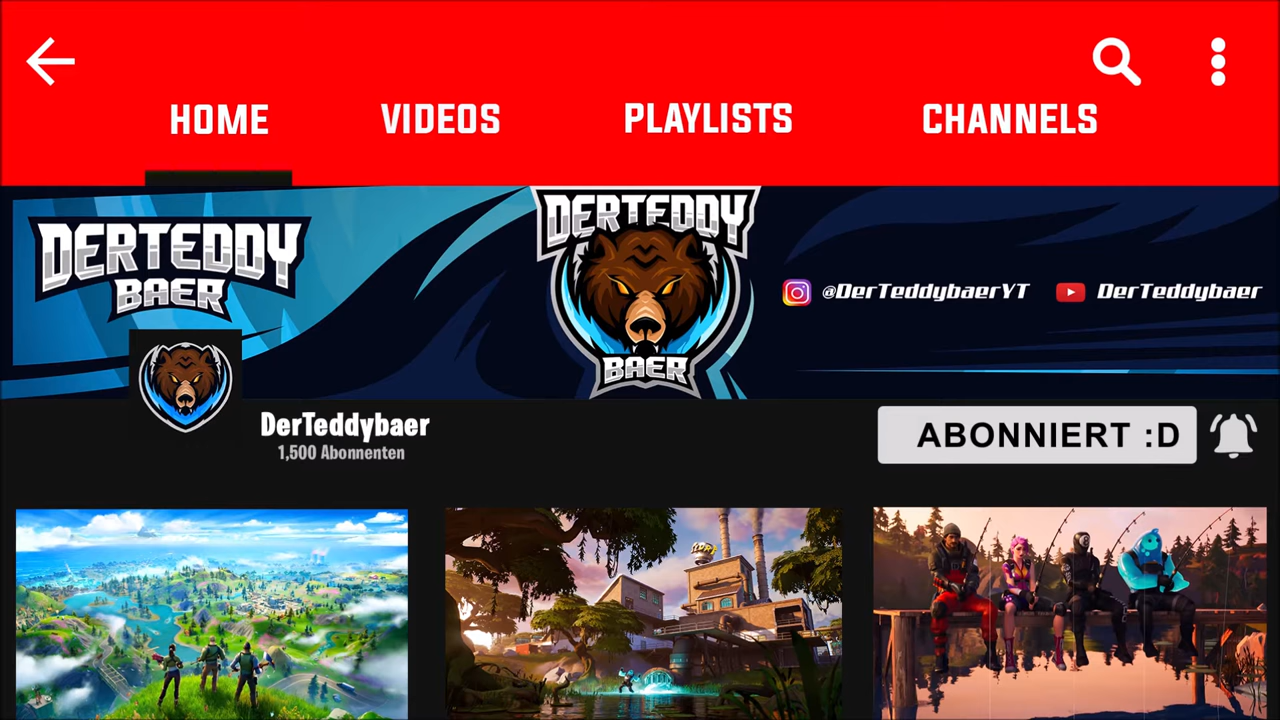 HOME VIDEOS PLAYLISTS CHANNELS
DERTEDDY
BAER
DERTEDDY
BAER
@DerTeddybaerYT DerTeddybaer
DerTeddybaer
1,500 Abonnenten
ABONNIERT :D